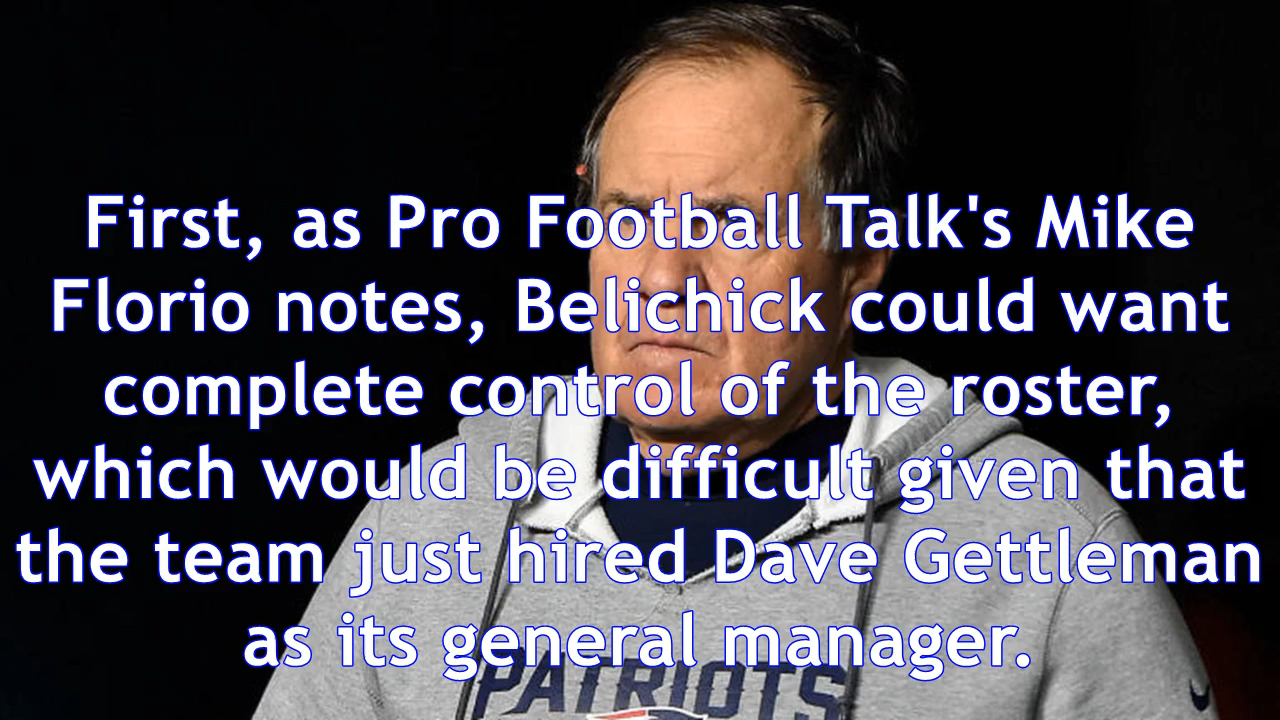 First, as Pro Football Talk's Mike
Florio notes, Belichick could want
complete control of the roster,
which would be difficult given that
the team just hired Dave Gettleman
as its general manager.
PATRIOTS